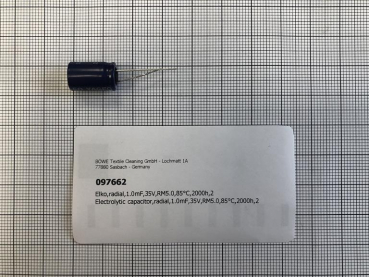 BÖWE Textile Cleaning GmbH - Lochmatt 1A
77880 Sasbach - Germany
097662
Elko,radial,1.0mF,35V,RM5.0,85°C,2000h,2
Electrolytic capacitor,radial,1.0mF,35V,RM5.0,85°C,2000h,2